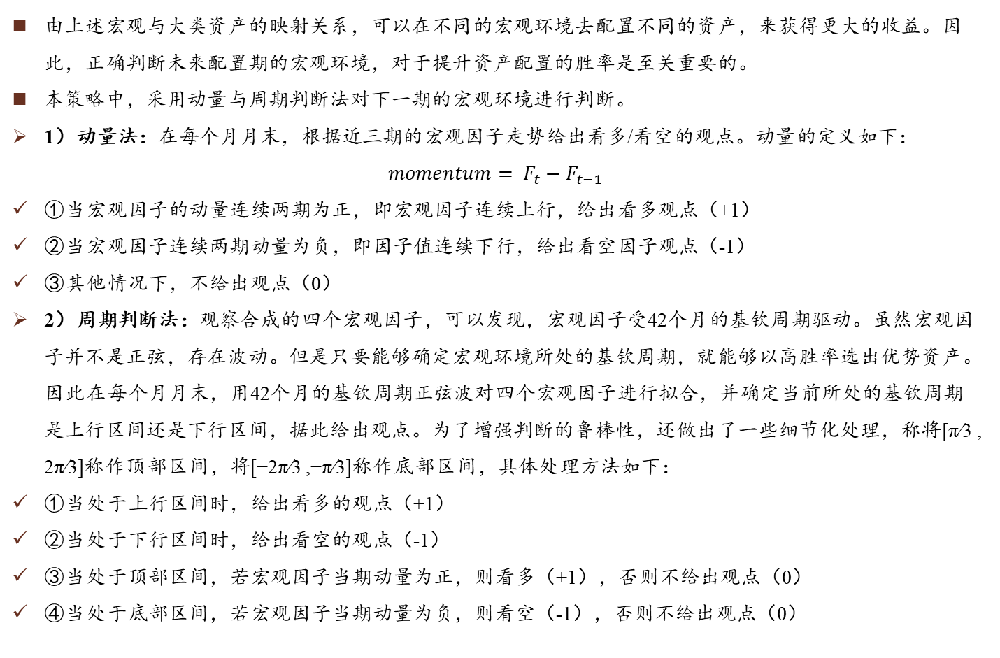 ■ 由上述宏观与大类资产的映射关系，可以在不同的宏观环境去配置不同的资产，来获得更大的收益。因
此，正确判断未来配置期的宏观环境，对于提升资产配置的胜率是至关重要的。
■ 本策略中，采用动量与周期判断法对下一期的宏观环境进行判断。
➢ 1）动量法：在每个月月末，根据近三期的宏观因子走势给出看多/看空的观点。动量的定义如下：
momentum = F_t − F_{t−1}
✓ ①当宏观因子的动量连续两期为正，即宏观因子连续上行，给出看多观点（+1）
✓ ②当宏观因子连续两期动量为负，即因子值连续下行，给出看空因子观点（-1）
✓ ③其他情况下，不给出观点（0）
➢ 2）周期判断法：观察合成的四个宏观因子，可以发现，宏观因子受42个月的基钦周期驱动。虽然宏观因
子并不是正弦，存在波动。但是只要能够确定宏观环境所处的基钦周期，就能够以高胜率选出优势资产。
因此在每个月月末，用42个月的基钦周期正弦波对四个宏观因子进行拟合，并确定当前所处的基钦周期
是上行区间还是下行区间，据此给出观点。为了增强判断的鲁棒性，还做出了一些细节化处理，称将[π⁄3 ,
2π⁄3]称作顶部区间，将[−2π⁄3 ,−π⁄3]称作底部区间，具体处理方法如下：
✓ ①当处于上行区间时，给出看多的观点（+1）
✓ ②当处于下行区间时，给出看空的观点（-1）
✓ ③当处于顶部区间，若宏观因子当期动量为正，则看多（+1），否则不给出观点（0）
✓ ④当处于底部区间，若宏观因子当期动量为负，则看空（-1），否则不给出观点（0）